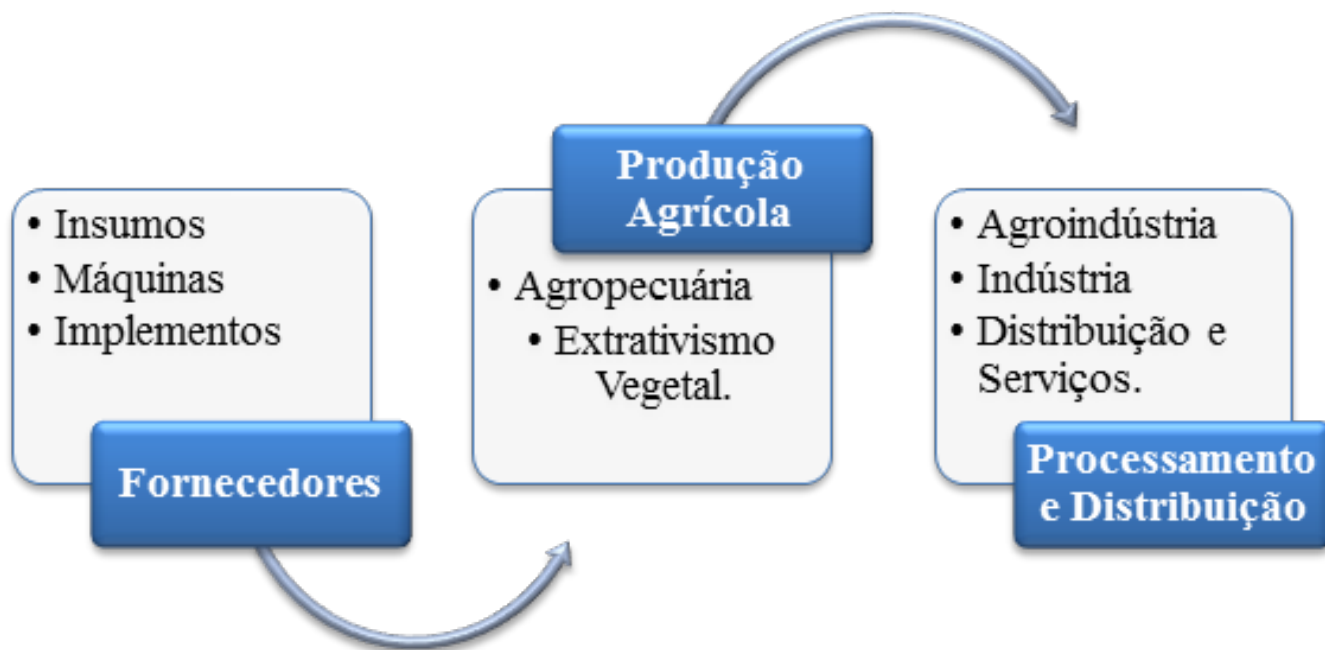 • Insumos
• Máquinas
• Implementos
Fornecedores
Produção
Agrícola
• Agropecuária
• Extrativismo
Vegetal.
• Agroindústria
• Indústria
• Distribuição e
Serviços.
Processamento
e Distribuição